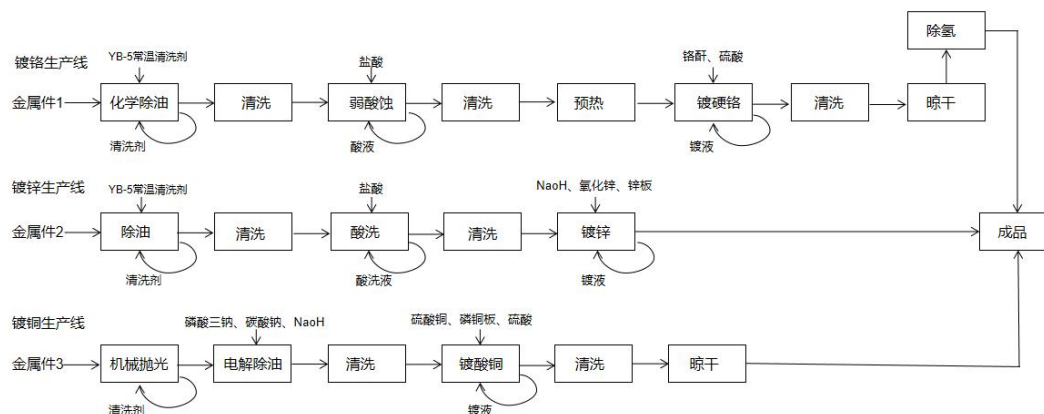 除氢
镀铬生产线
YB-5常温清洗剂
盐酸
铬酐、硫酸
金属件1
化学除油
清洗
弱酸蚀
清洗
预热
镀硬铬
清洗
晾干
清洗剂
酸液
镀液
镀锌生产线
YB-5常温清洗剂
盐酸
NaoH、氧化锌、锌板
金属件2
除油
清洗
酸洗
清洗
镀锌
成品
清洗剂
酸洗液
镀液
镀铜生产线
磷酸三钠、碳酸钠、NaoH
硫酸铜、磷铜板、硫酸
金属件3
机械抛光
电解除油
清洗
镀酸铜
清洗
晾干
清洗剂
镀液